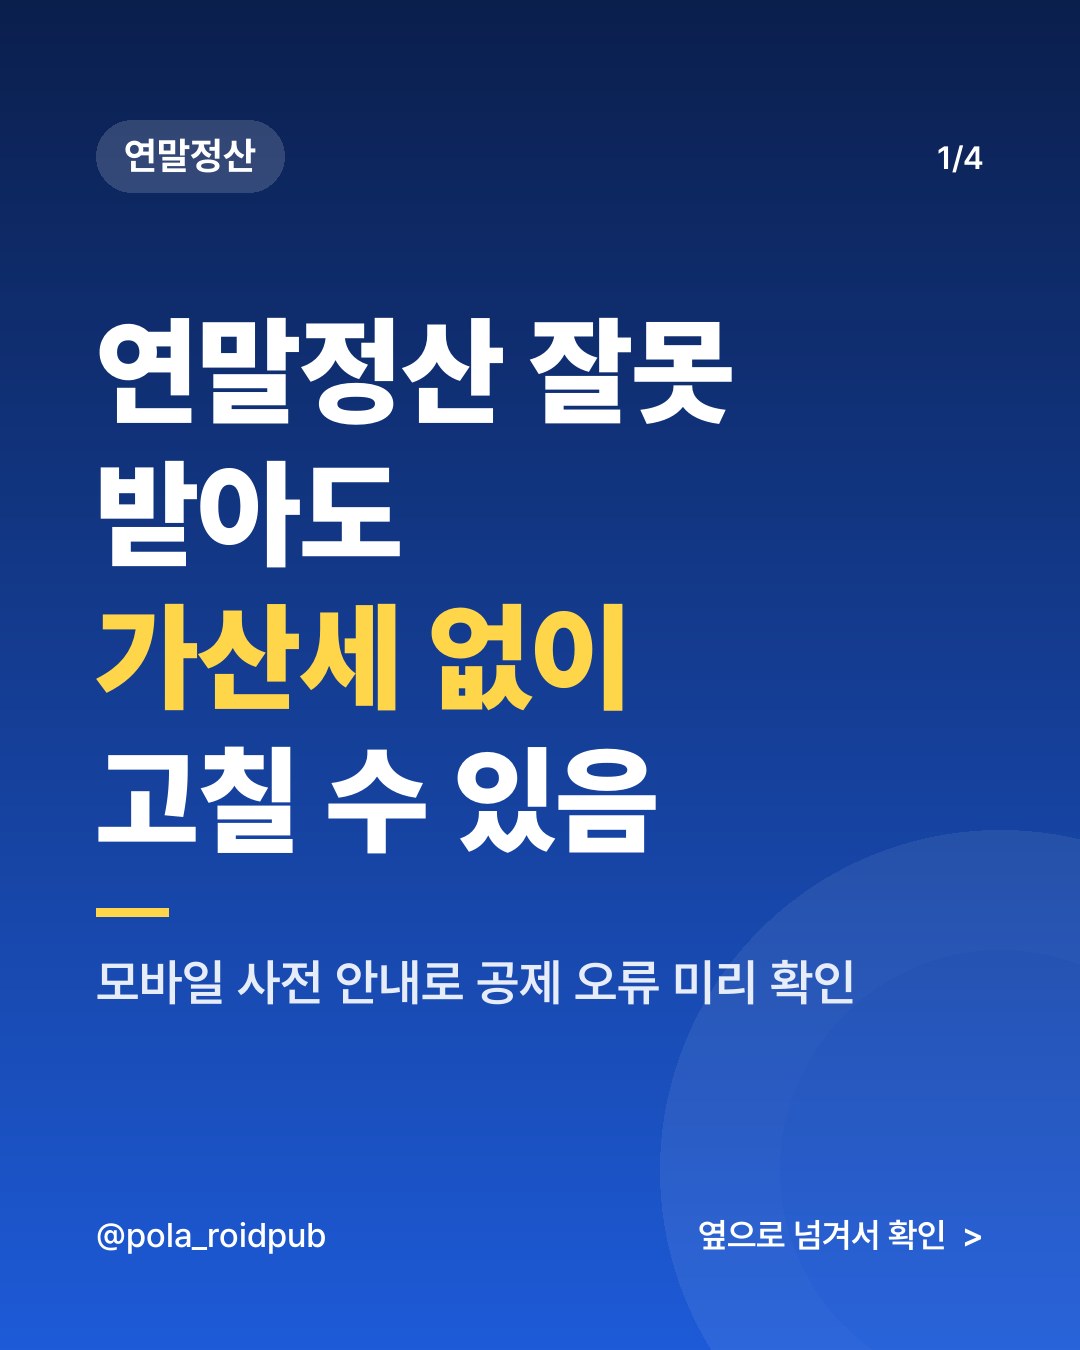 연말정산
1/4
연말정산 잘못
받아도
가산세 없이
고칠 수 있음
모바일 사전 안내로 공제 오류 미리 확인
@pola_roidpub
옆으로 넘겨서 확인 >